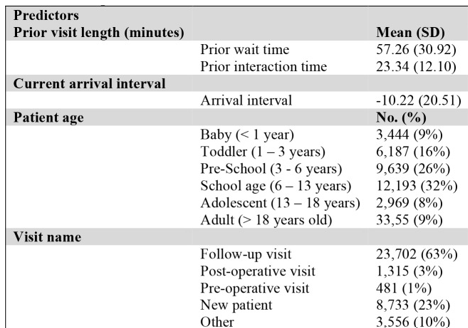 Predictors
Prior visit length (minutes) Mean (SD)
Prior wait time 57.26 (30.92)
Prior interaction time 23.34 (12.10)
Current arrival interval
Arrival interval -10.22 (20.51)
Patient age No. (%)
Baby (< 1 year) 3,444 (9%)
Toddler (1 – 3 years) 6,187 (16%)
Pre-School (3 - 6 years) 9,639 (26%)
School age (6 – 13 years) 12,193 (32%)
Adolescent (13 – 18 years) 2,969 (8%)
Adult (> 18 years old) 33,55 (9%)
Visit name
Follow-up visit 23,702 (63%)
Post-operative visit 1,315 (3%)
Pre-operative visit 481 (1%)
New patient 8,733 (23%)
Other 3,556 (10%)